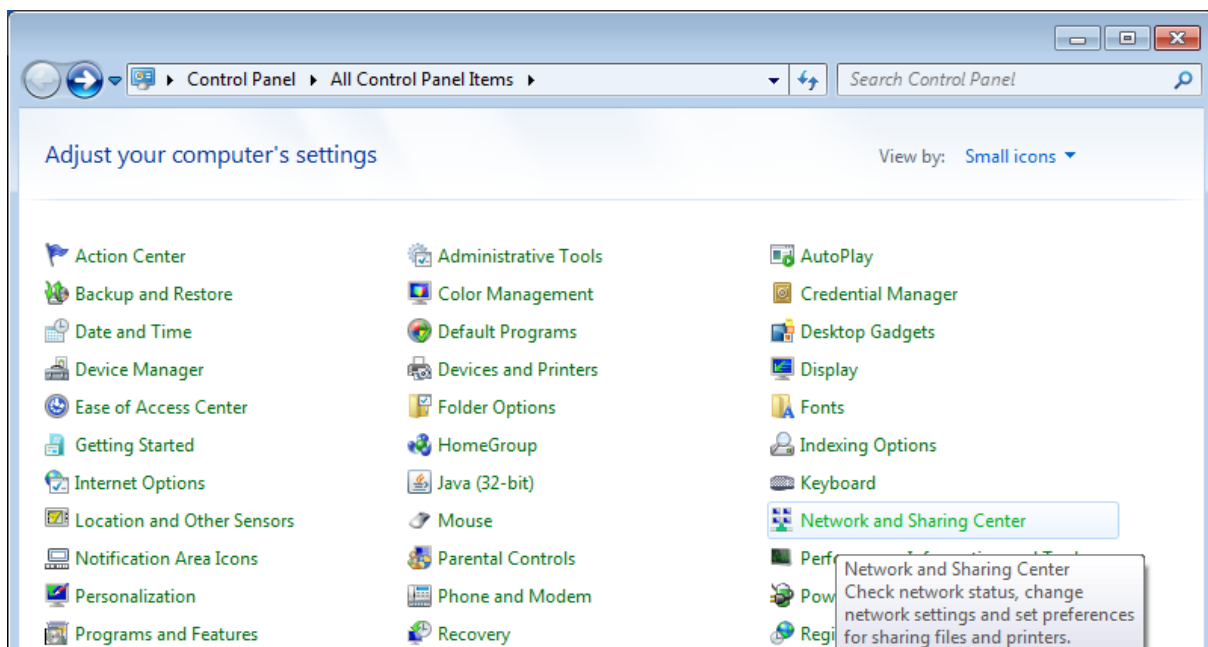 Control Panel All Control Panel Items
Search Control Panel
Adjust your computer's settings
View by: Small icons
Action Center
Administrative Tools
AutoPlay
Backup and Restore
Color Management
Credential Manager
Date and Time
Default Programs
Desktop Gadgets
Device Manager
Devices and Printers
Display
Ease of Access Center
Folder Options
Fonts
Getting Started
HomeGroup
Indexing Options
Internet Options
Java (32-bit)
Keyboard
Location and Other Sensors
Mouse
Network and Sharing Center
Notification Area Icons
Parental Controls
Personalization
Phone and Modem
Programs and Features
Recovery
Network and Sharing Center
Check network status, change
network settings and set preferences
for sharing files and printers.